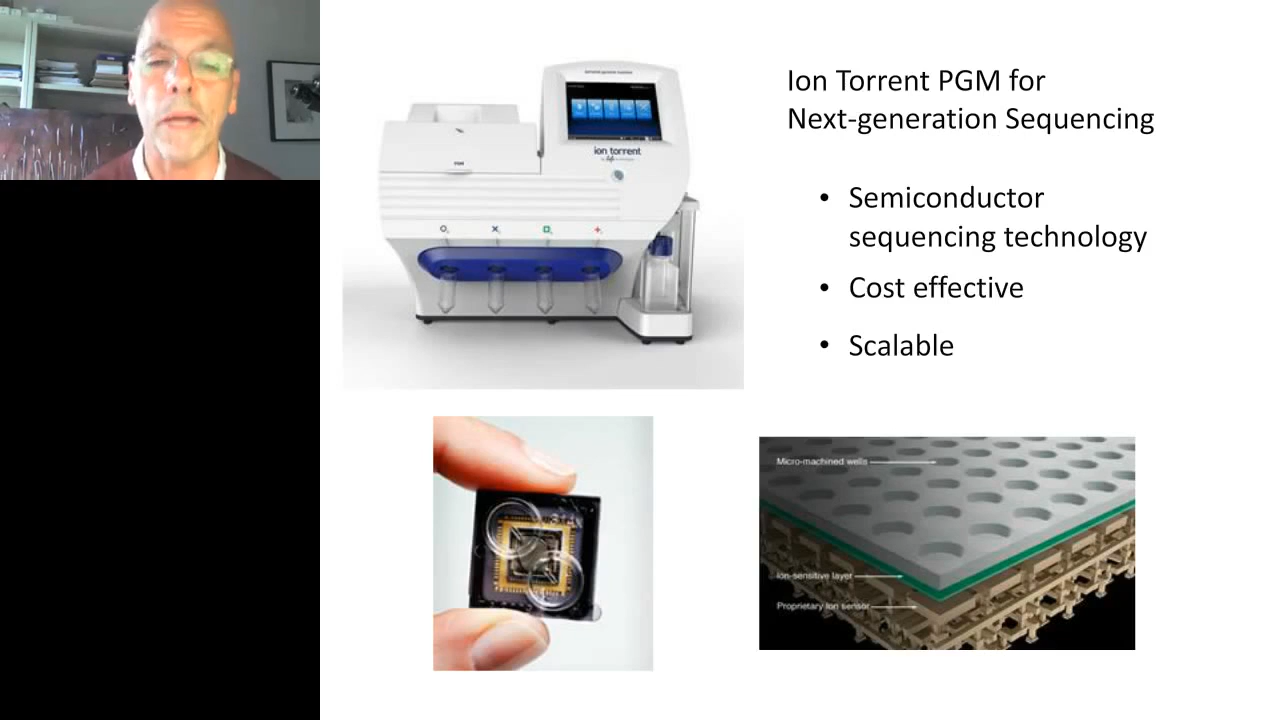 Ion Torrent PGM for
Next-generation Sequencing
• Semiconductor
sequencing technology
• Cost effective
• Scalable
ion torrent
PGM
Micro-machined wells
Ion-sensitive layer
Proprietary Ion sensor